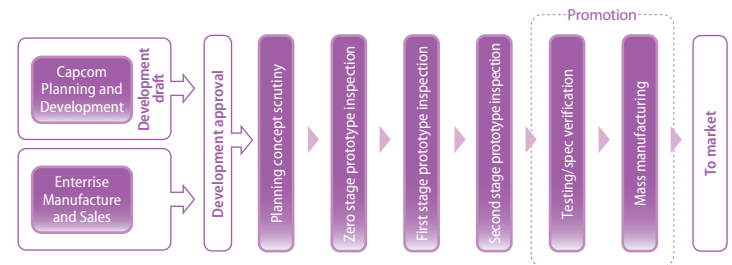 Promotion
Capcom
Planning and
Development
Development
draft
Enterrise
Manufacture
and Sales
Development approval
Planning concept scrutiny
Zero stage prototype inspection
First stage prototype inspection
Second stage prototype inspection
Testing/spec verification
Mass manufacturing
To market